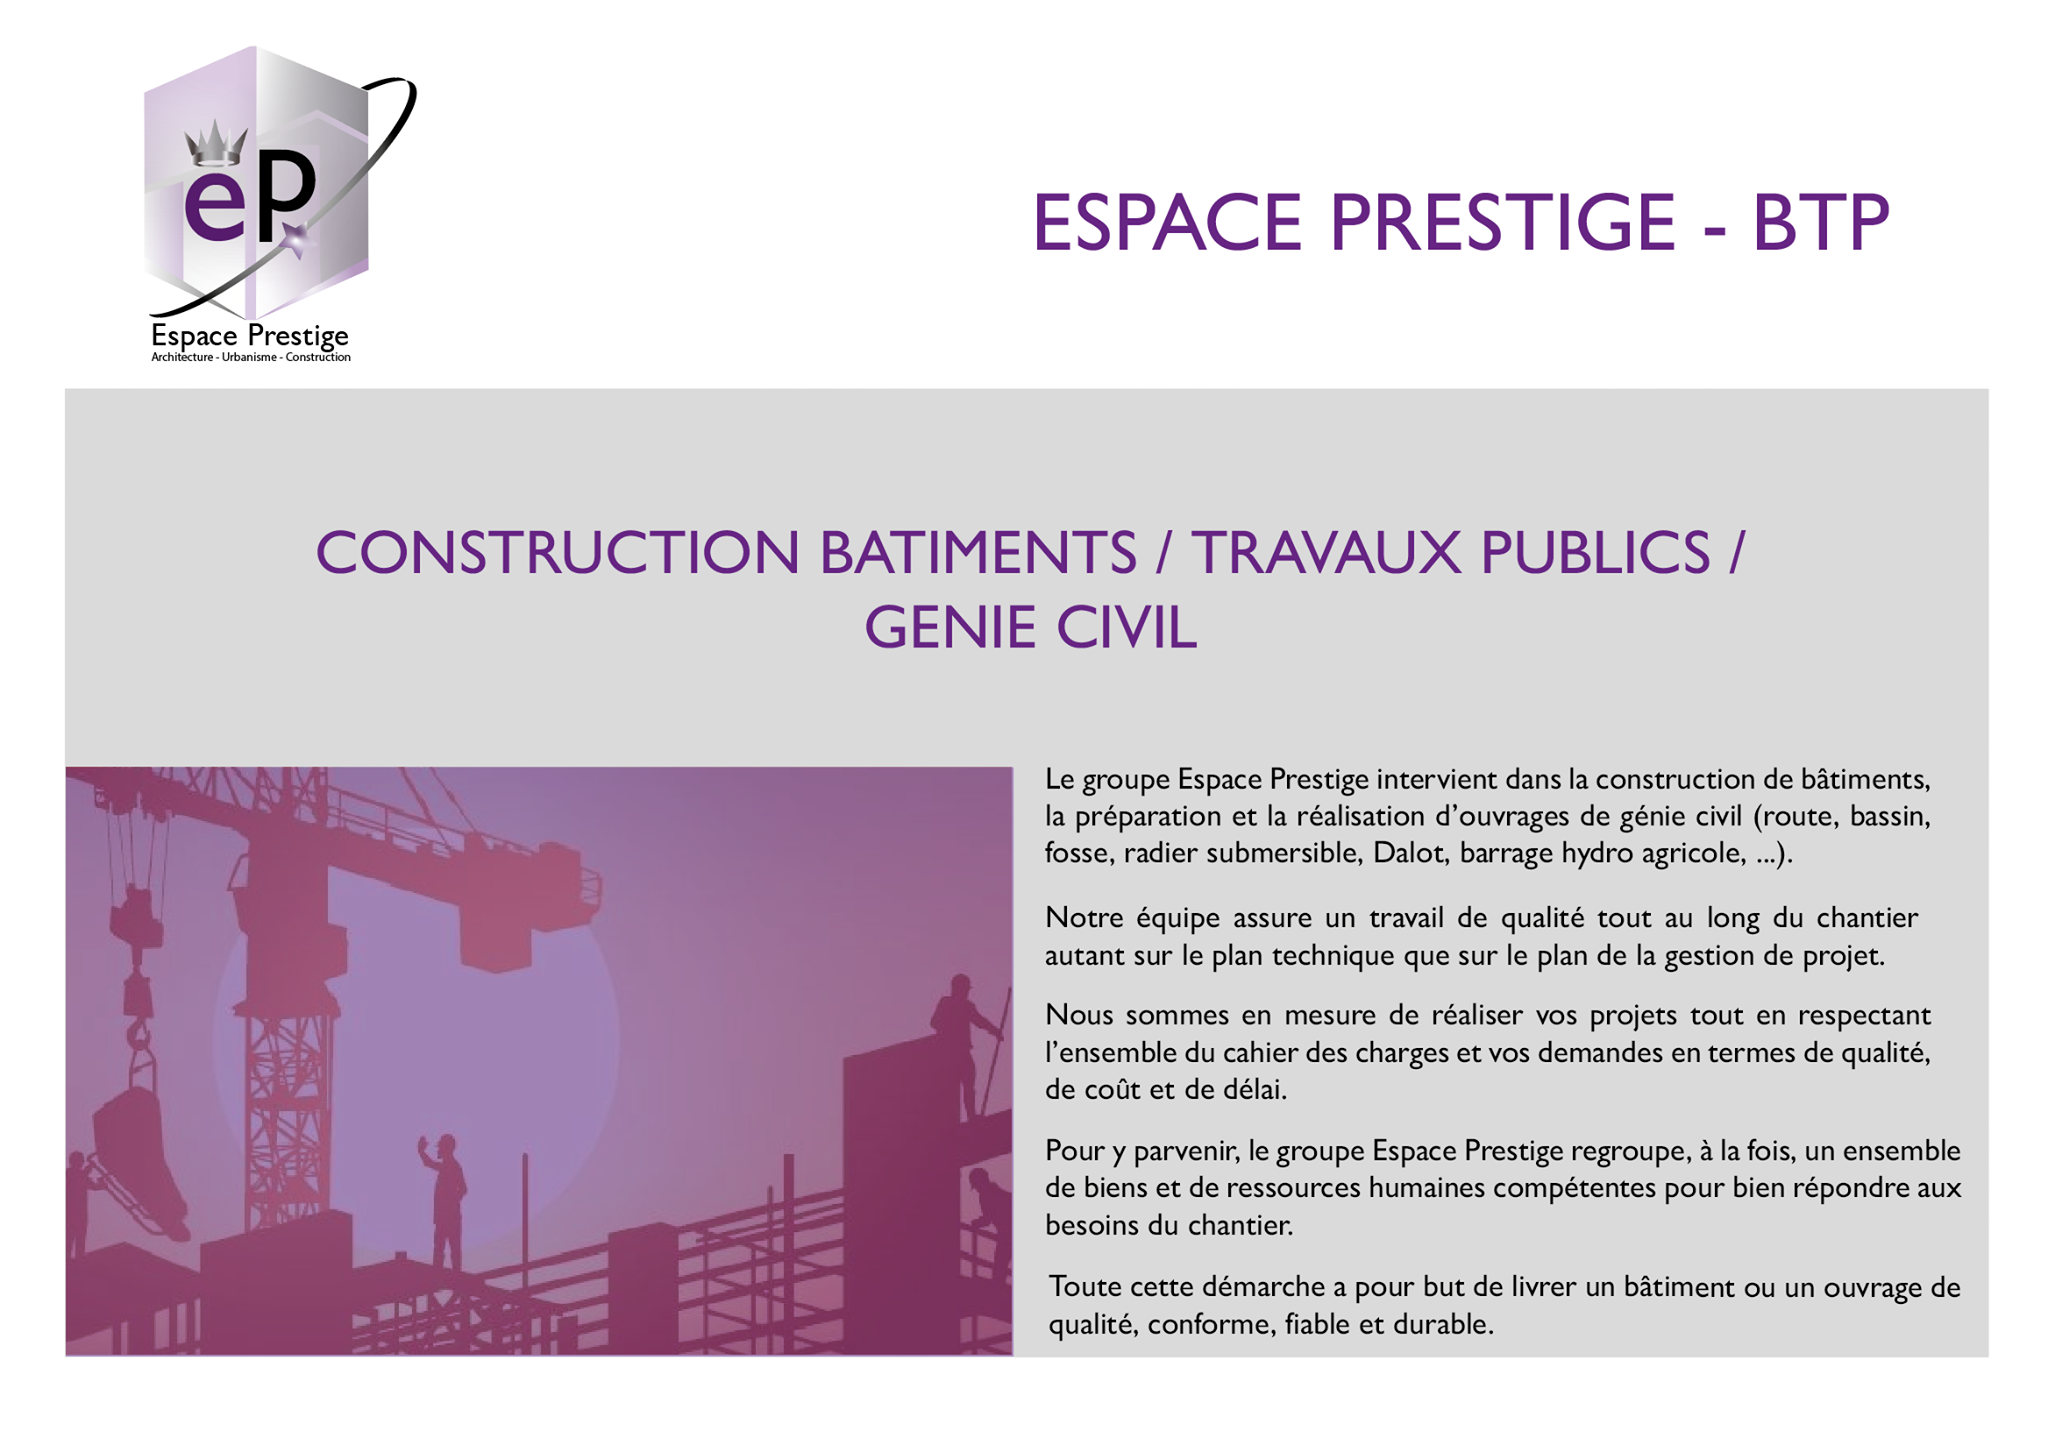 eP
Espace Prestige
Architecture - Urbanisme - Construction
ESPACE PRESTIGE - BTP
CONSTRUCTION BATIMENTS / TRAVAUX PUBLICS /
GENIE CIVIL
Le groupe Espace Prestige intervient dans la construction de bâtiments,
la préparation et la réalisation d’ouvrages de génie civil (route, bassin,
fosse, radier submersible, Dalot, barrage hydro agricole, ...).
Notre équipe assure un travail de qualité tout au long du chantier
autant sur le plan technique que sur le plan de la gestion de projet.
Nous sommes en mesure de réaliser vos projets tout en respectant
l’ensemble du cahier des charges et vos demandes en termes de qualité,
de coût et de délai.
Pour y parvenir, le groupe Espace Prestige regroupe, à la fois, un ensemble
de biens et de ressources humaines compétentes pour bien répondre aux
besoins du chantier.
Toute cette démarche a pour but de livrer un bâtiment ou un ouvrage de
qualité, conforme, fiable et durable.